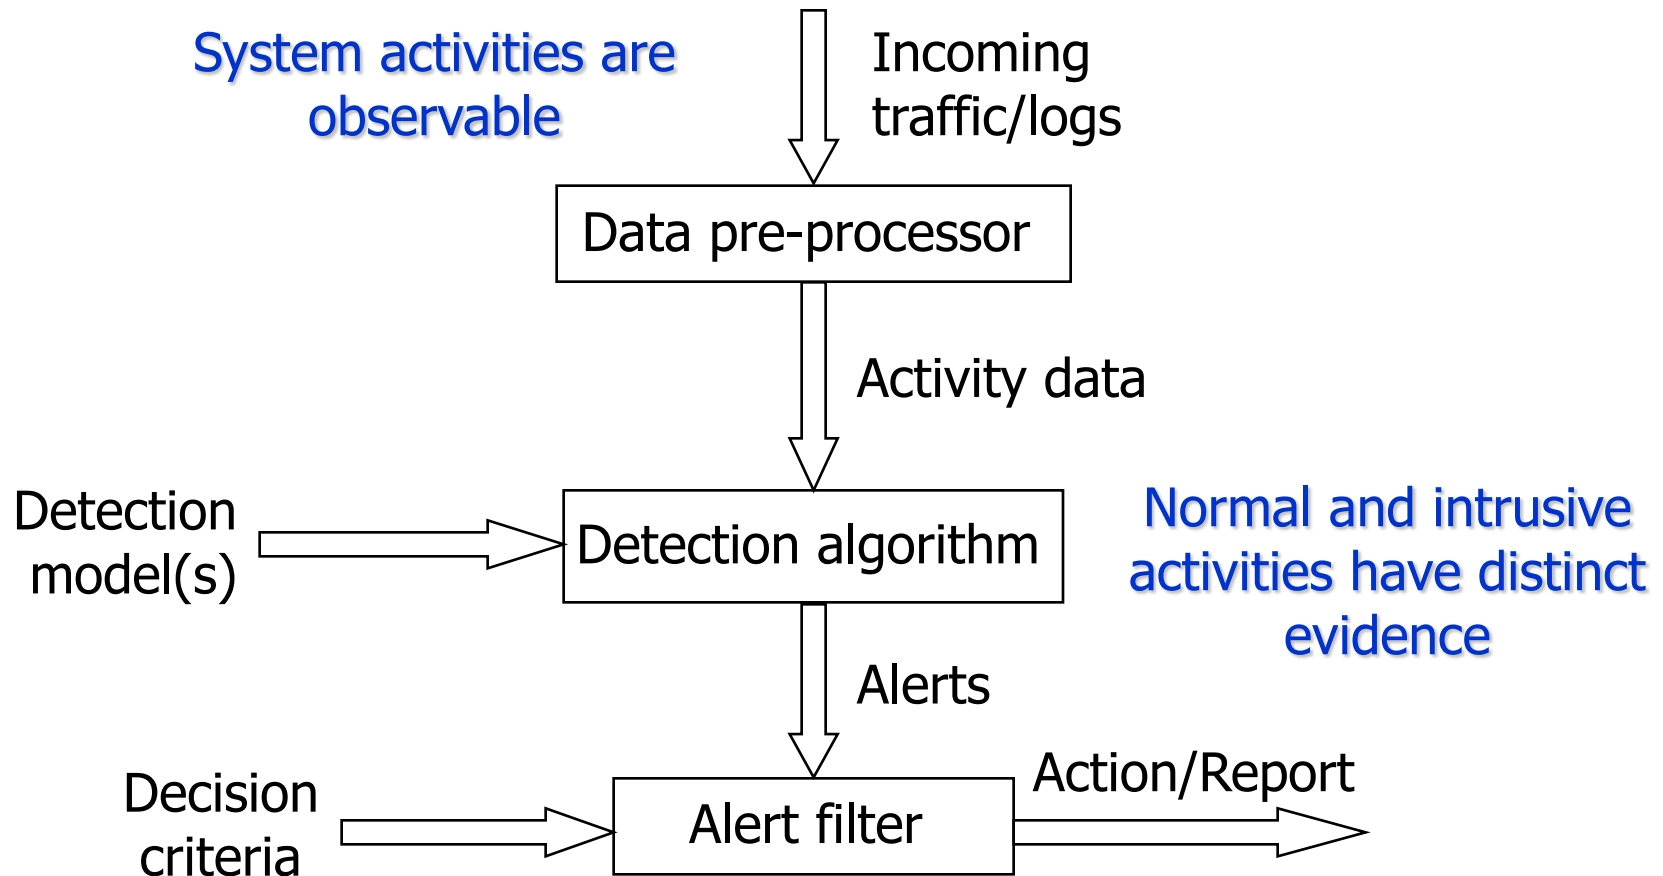 System activities are
observable
Incoming
traffic/logs
Data pre-processor
Activity data
Detection
model(s)
Detection algorithm
Normal and intrusive
activities have distinct
evidence
Alerts
Decision
criteria
Alert filter
Action/Report